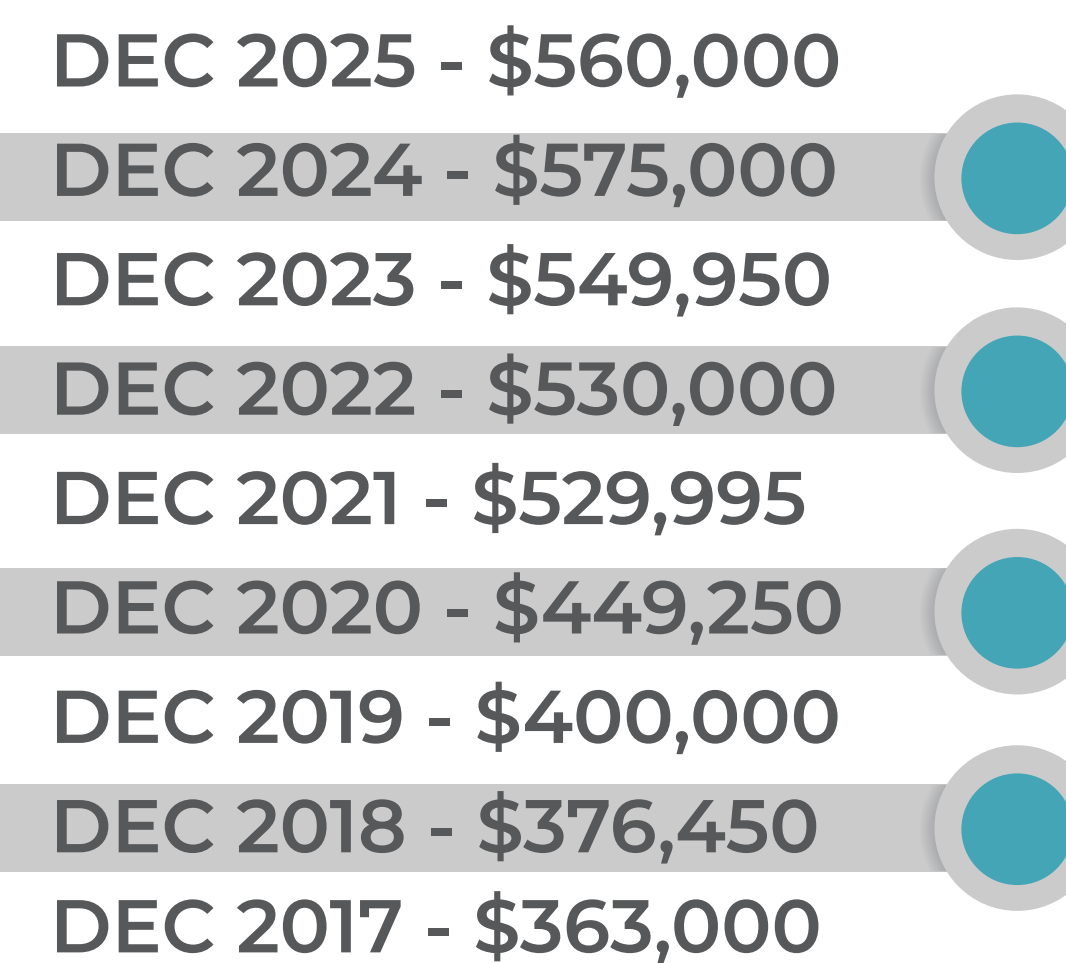 DEC 2025 - $560,000
DEC 2024 - $575,000
DEC 2023 - $549,950
DEC 2022 - $530,000
DEC 2021 - $529,995
DEC 2020 - $449,250
DEC 2019 - $400,000
DEC 2018 - $376,450
DEC 2017 - $363,000